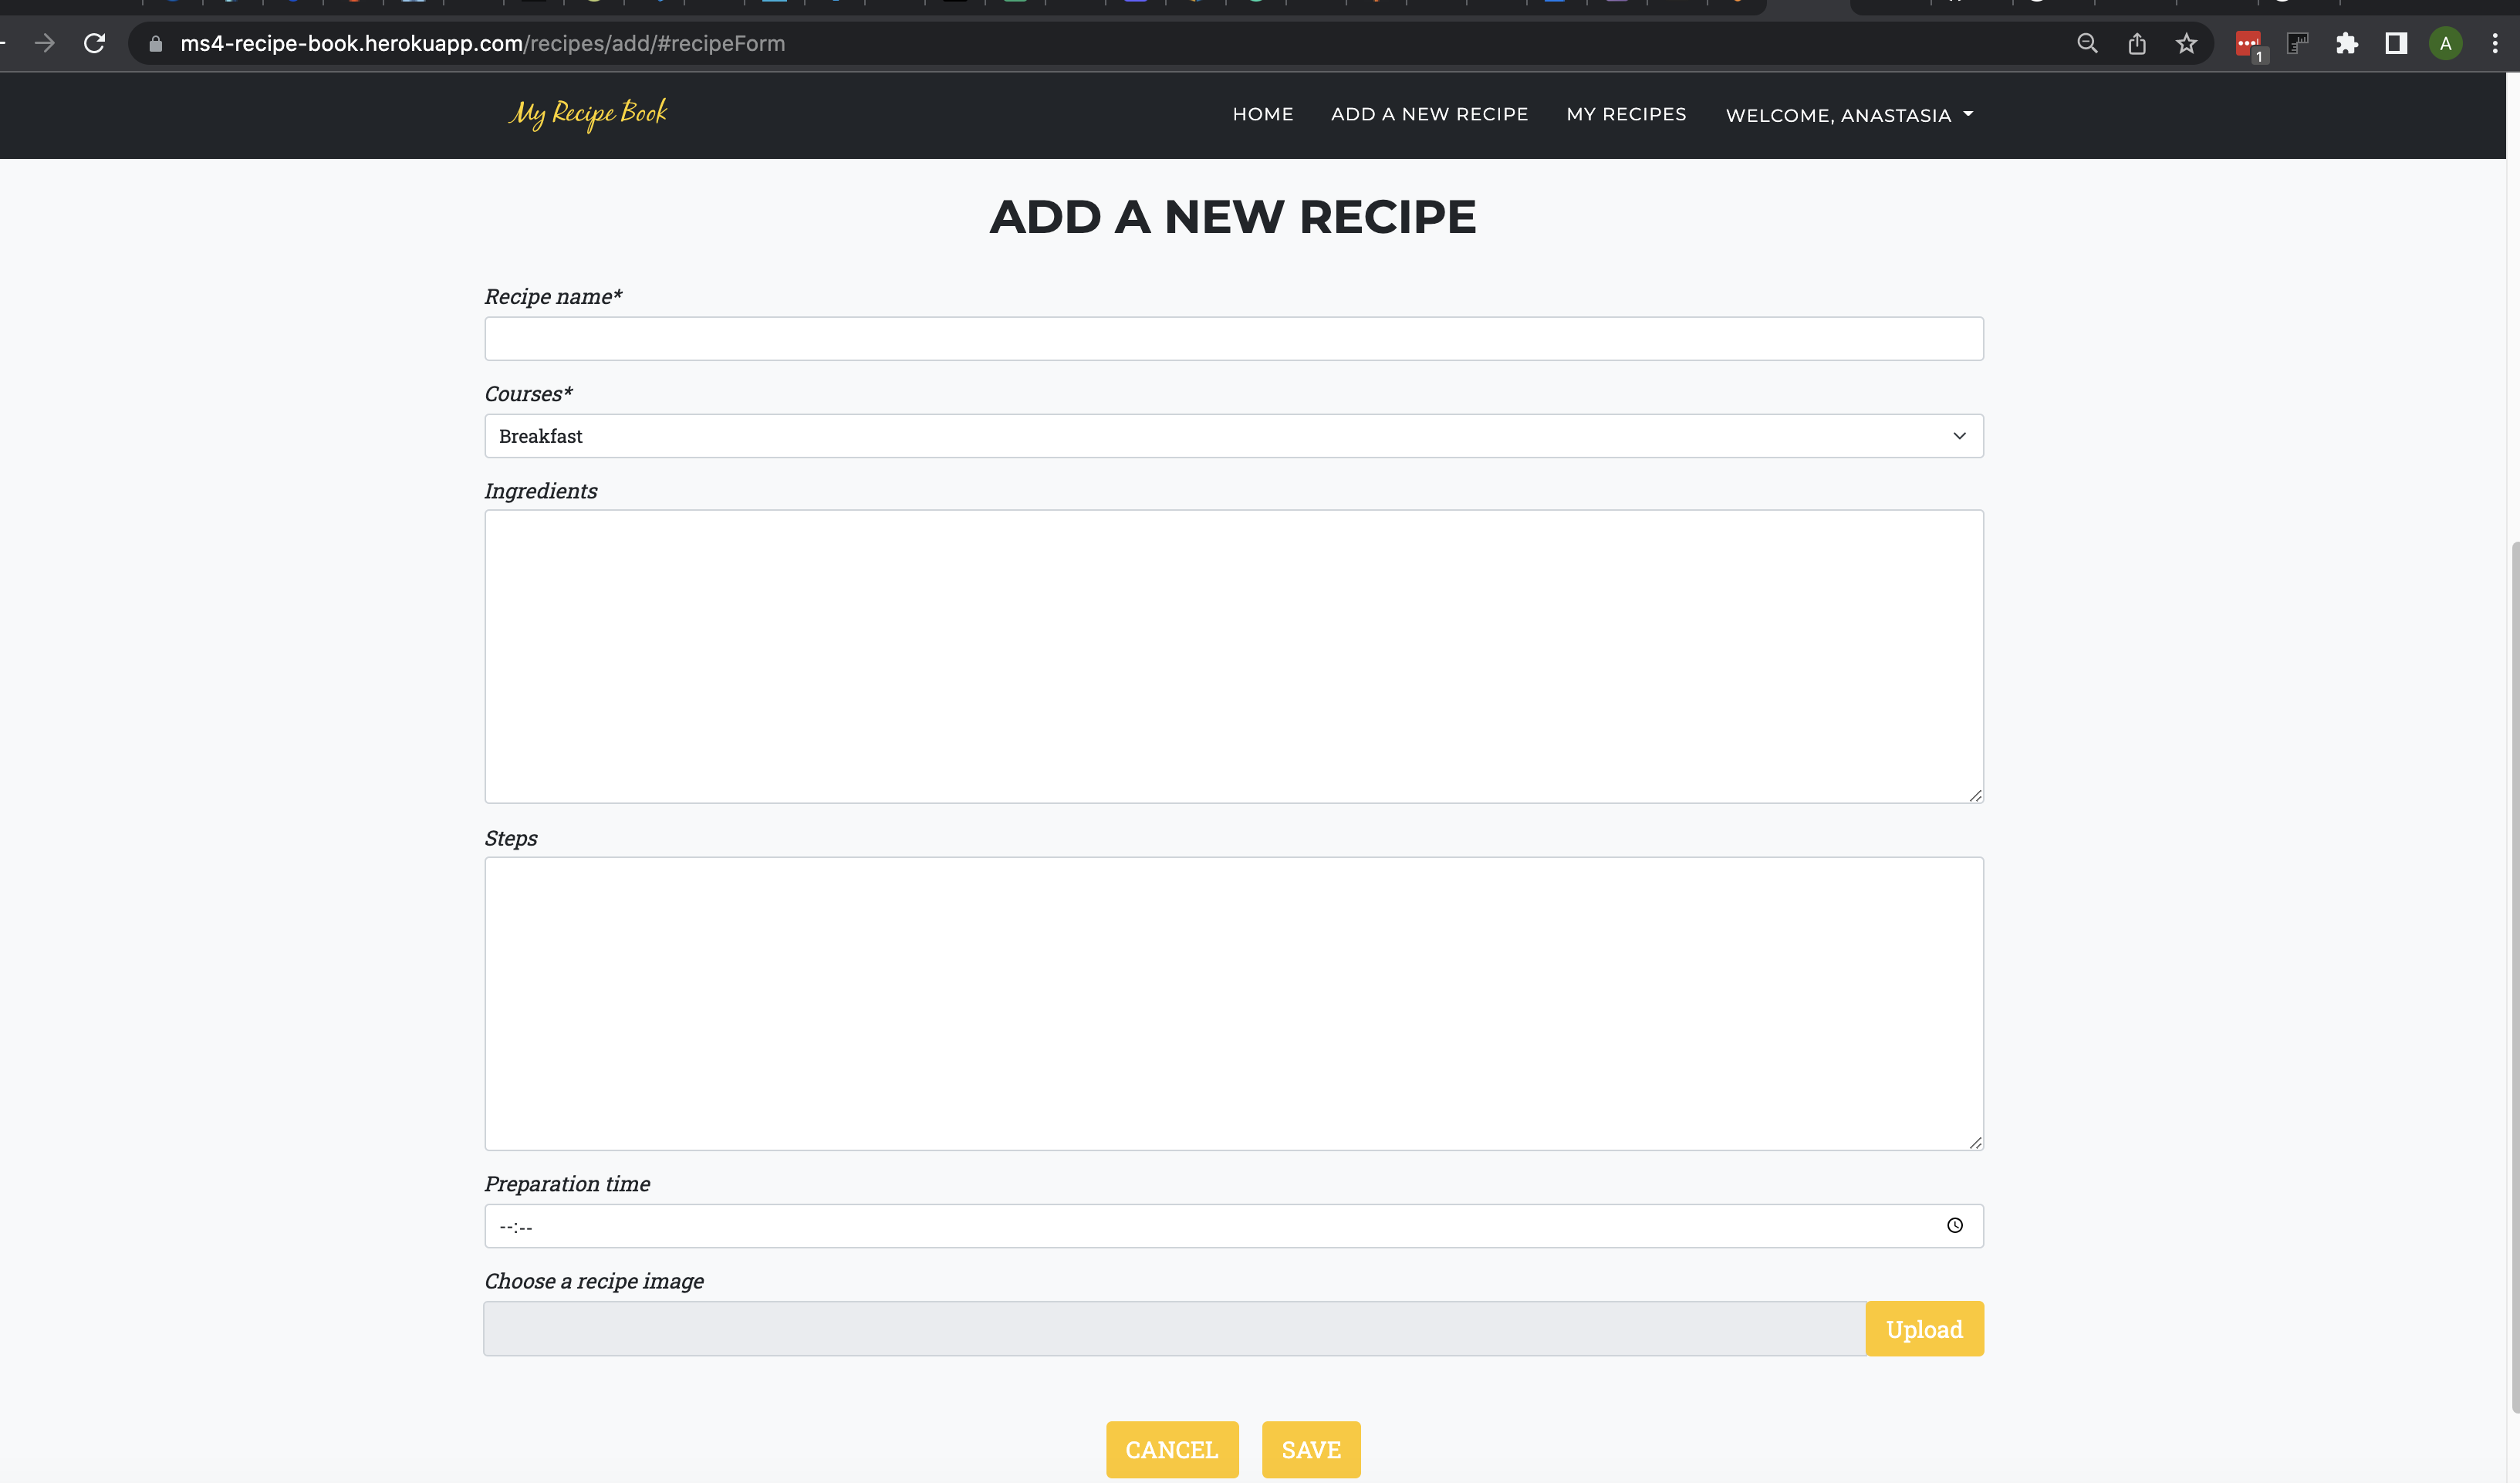 ms4-recipe-book.herokuapp.com/recipes/add/#recipeForm
1
A
My Recipe Book
HOME ADD A NEW RECIPE MY RECIPES WELCOME, ANASTASIA
ADD A NEW RECIPE
Recipe name*
Courses*
Breakfast
Ingredients
Steps
Preparation time
--:--
Choose a recipe image
Upload
CANCEL SAVE